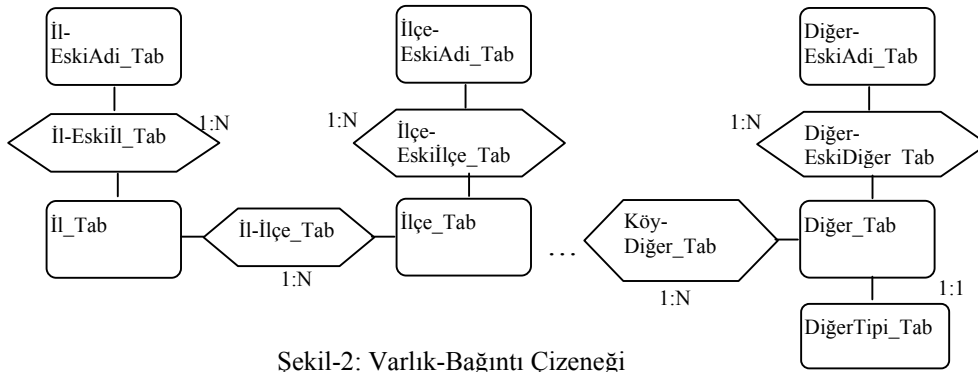 İl-
EskiAdi_Tab
İlçe-
EskiAdi_Tab
Diğer-
EskiAdi_Tab
İl-Eskiİl_Tab
1:N
1:N
İlçe-
Eskiİlçe_Tab
1:N
Diğer-
EskiDiğer_Tab
İl_Tab
İl-İlçe_Tab
1:N
İlçe_Tab
...
Köy-
Diğer_Tab
1:N
Diğer_Tab
1:1
DiğerTipi_Tab
Şekil-2: Varlık-Bağıntı Çizeneği